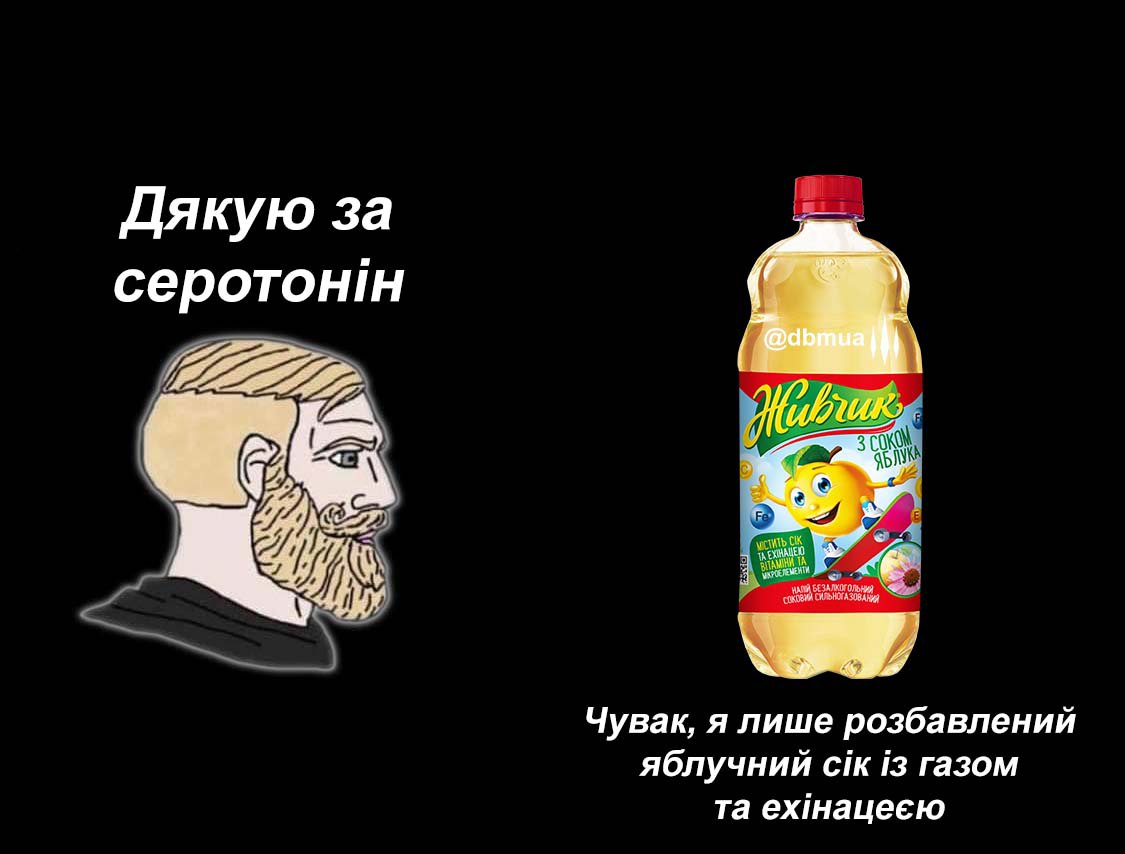 Дякую за
серотонін
@dbmua
Живчик
З СОКОМ
ЯБЛУКА
Fe
МІСТИТЬ СІК
ТА ЕХІНАЦЕЮ
ВІТАМІНИ ТА
МІКРОЕЛЕМЕНТИ
НАПІЙ БЕЗАЛКОГОЛЬНИЙ
СОКОВИЙ СИЛЬНОГАЗОВАНИЙ
Чувак, я лише розбавлений
яблучний сік із газом
та ехінацеєю